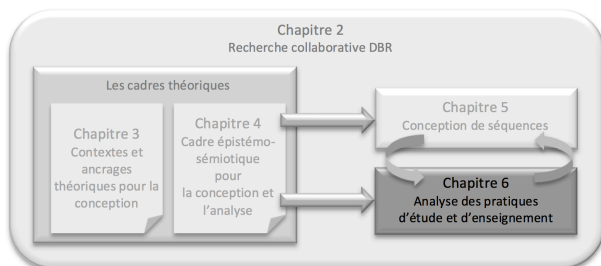 Chapitre 2
Recherche collaborative DBR
Les cadres théoriques
Chapitre 3
Contextes et
ancrages
théoriques pour la
conception
Chapitre 4
Cadre épistémo-
sémiotique
pour
la conception et
l'analyse
Chapitre 5
Conception de séquences
Chapitre 6
Analyse des pratiques
d'étude et d'enseignement